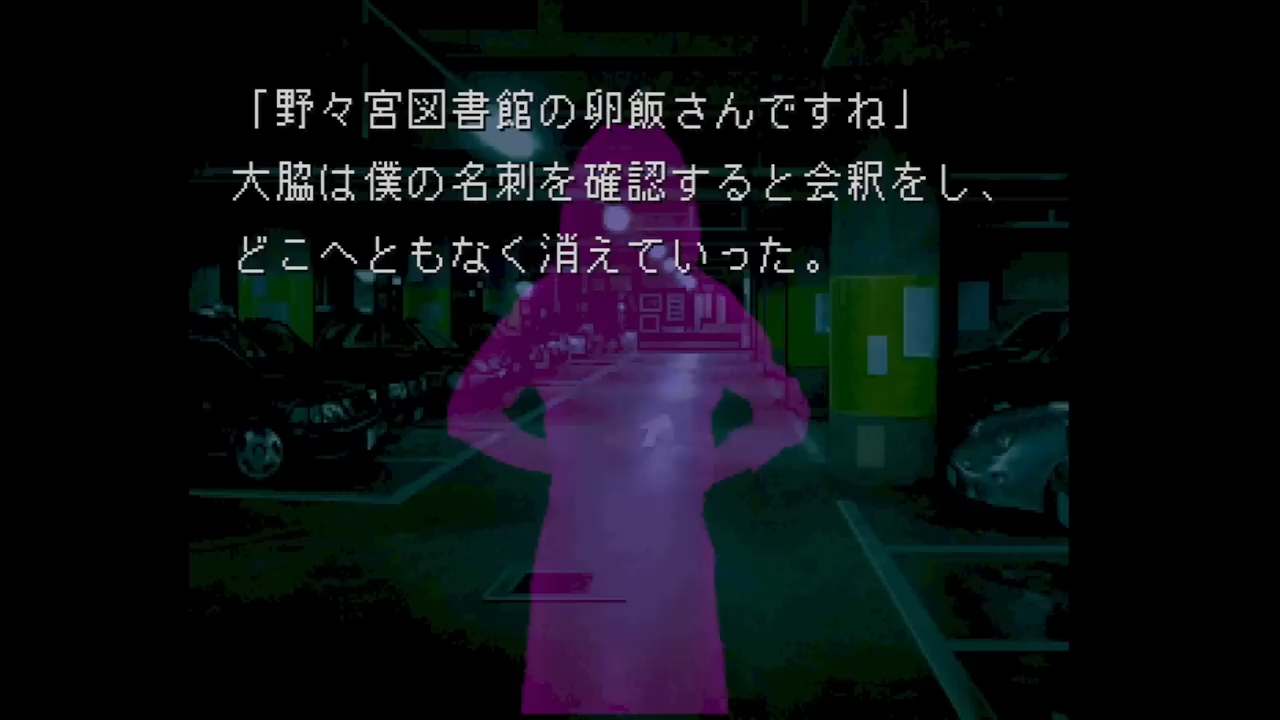 「野々宮図書館の卵飯さんですね」
大脇は僕の名刺を確認すると会釈をし、
どこへともなく消えていった。